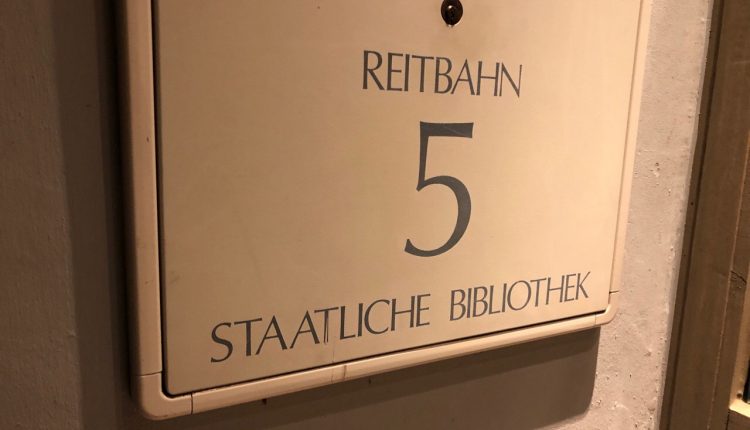 REITBAHN
5
STAATLICHE BIBLIOTHEK